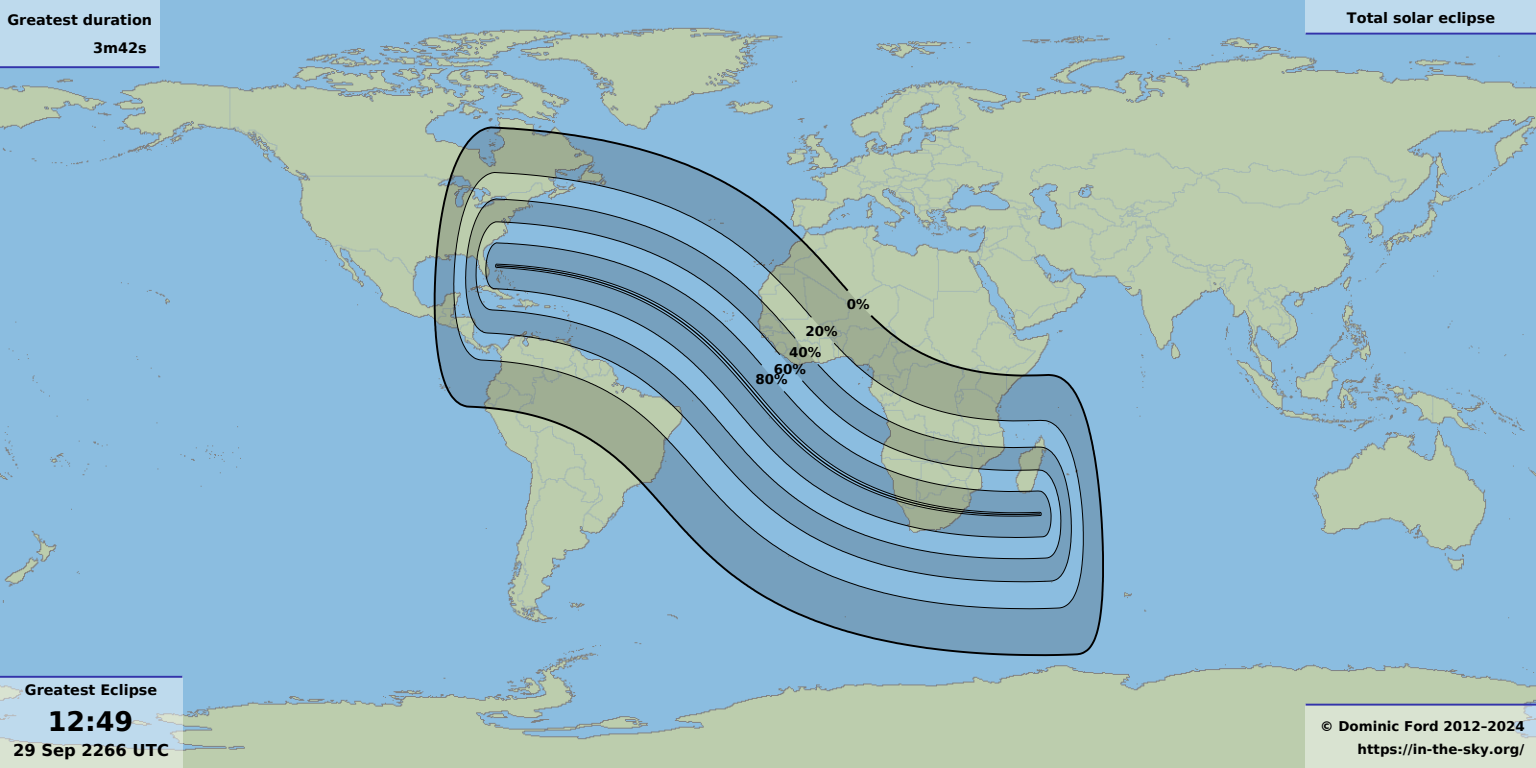 Greatest duration
3m42s
Total solar eclipse
0%
20%
40%
60%
80%
Greatest Eclipse
12:49
29 Sep 2266 UTC
© Dominic Ford 2012–2024
https://in-the-sky.org/